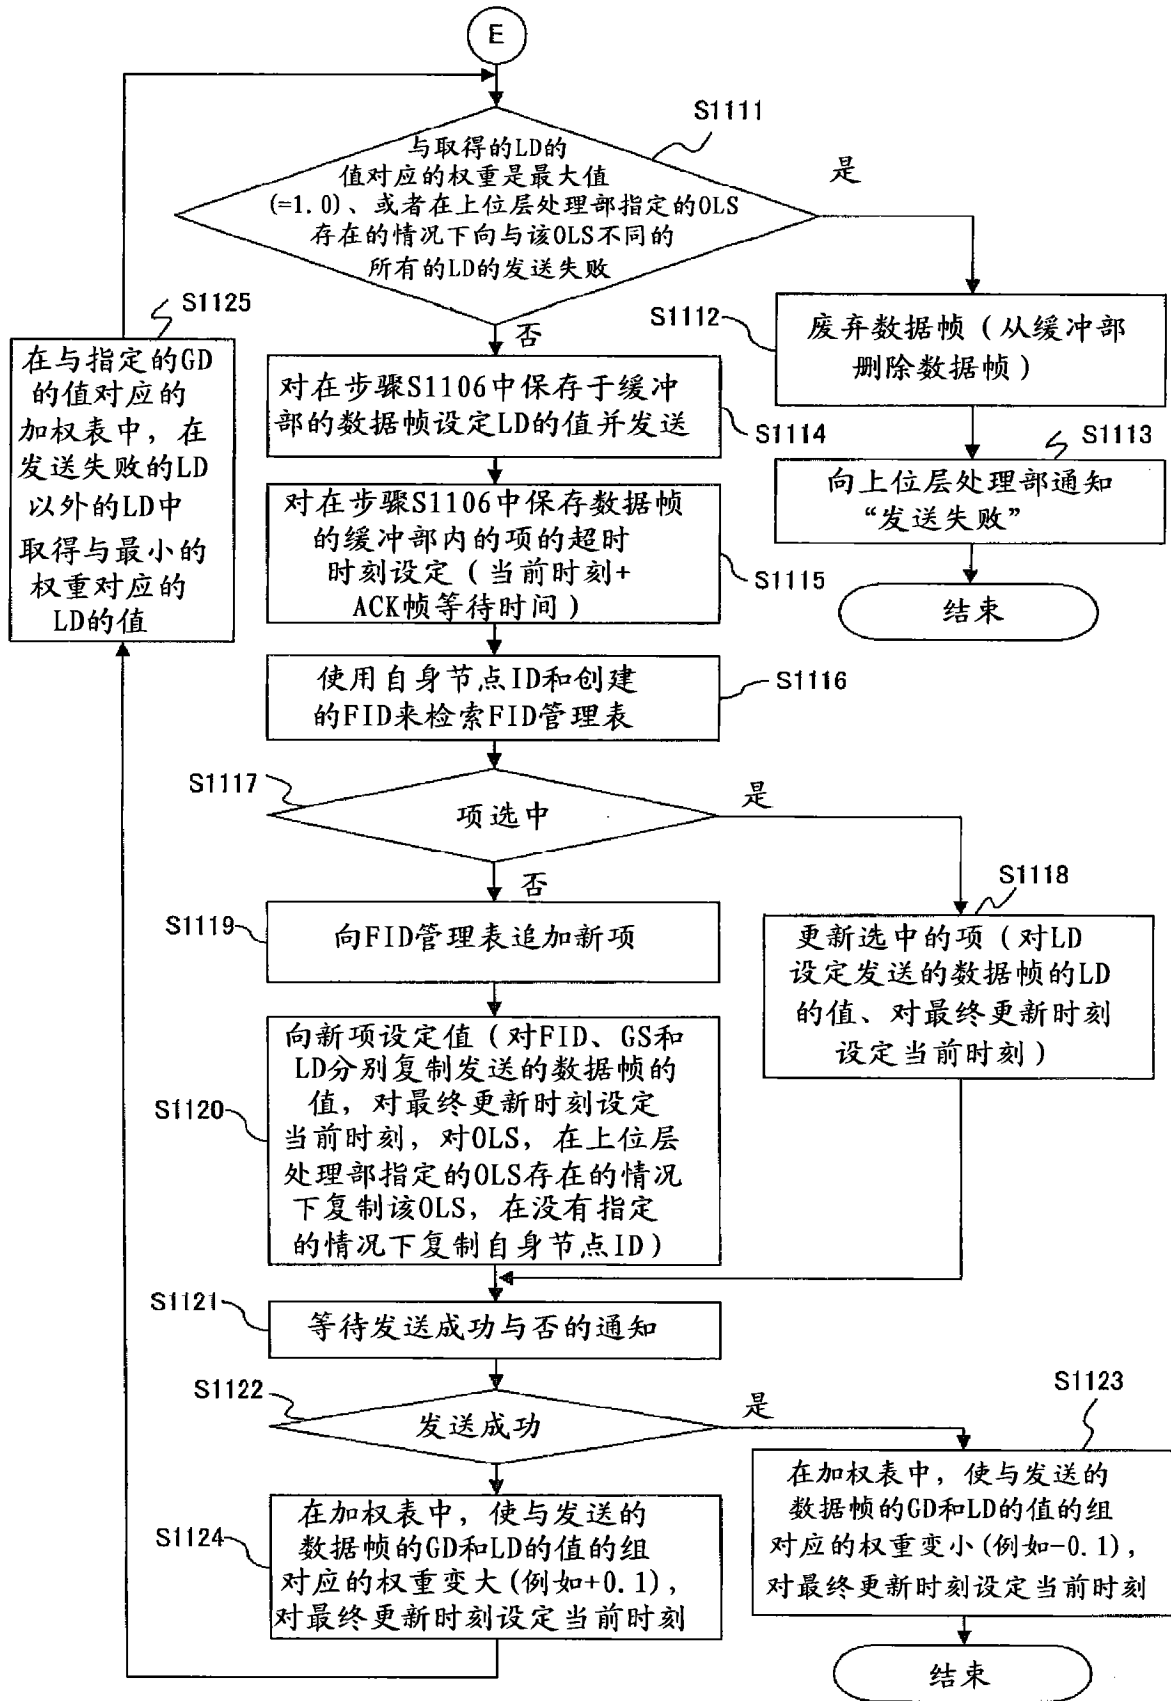 E
S1111
与取得的LD的
值对应的权重是最大值
(=1.0)、或者在上位层处理部指定的OLS
存在的情况下向与该OLS不同的
所有的LD的发送失败
是
否
S1112
废弃数据帧（从缓冲部
删除数据帧）
S1113
向上位层处理部通知
“发送失败”
结束
S1125
在与指定的GD
的值对应的
加权表中，在
发送失败的LD
以外的LD中
取得与最小的
权重对应的
LD的值
对在步骤S1106中保存于缓冲
部的数据帧设定LD的值并发送
S1114
对在步骤S1106中保存数据帧
的缓冲部内的项的超时
时刻设定（当前时刻+
ACK帧等待时间）
S1115
使用自身节点ID和创建
的FID来检索FID管理表
S1116
S1117
项选中
是
否
S1118
更新选中的项（对LD
设定发送的数据帧的LD
的值、对最终更新时刻
设定当前时刻）
S1119
向FID管理表追加新项
S1120
向新项设定值（对FID、GS和
LD分别复制发送的数据帧的
值，对最终更新时刻设定
当前时刻，对OLS，在上位层
处理部指定的OLS存在的情况
下复制该OLS，在没有指定
的情况下复制自身节点ID）
S1121
等待发送成功与否的通知
S1122
发送成功
是
S1123
在加权表中，使与发送的
数据帧的GD和LD的值的组
对应的权重变小(例如-0.1)，
对最终更新时刻设定当前时刻
结束
S1124
在加权表中，使与发送的
数据帧的GD和LD的值的组
对应的权重变大(例如+0.1)，
对最终更新时刻设定当前时刻